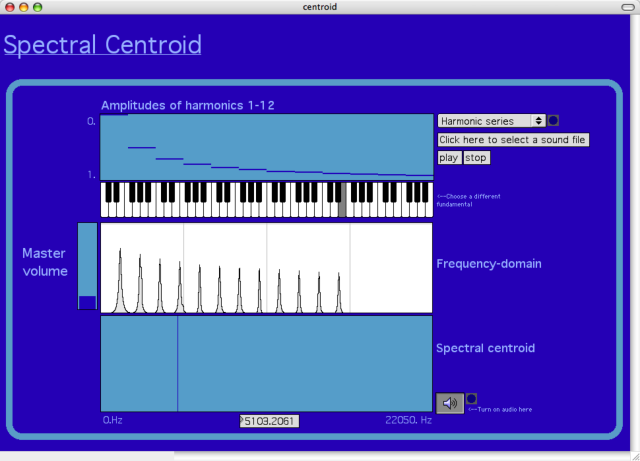 centroid
Spectral Centroid
Amplitudes of harmonics 1-12
0.
1.
Harmonic series
Click here to select a sound file
play stop
<--Choose a different
fundamental
Master
volume
Frequency-domain
Spectral centroid
<--Turn on audio here
0.Hz
5103.2061
22050. Hz